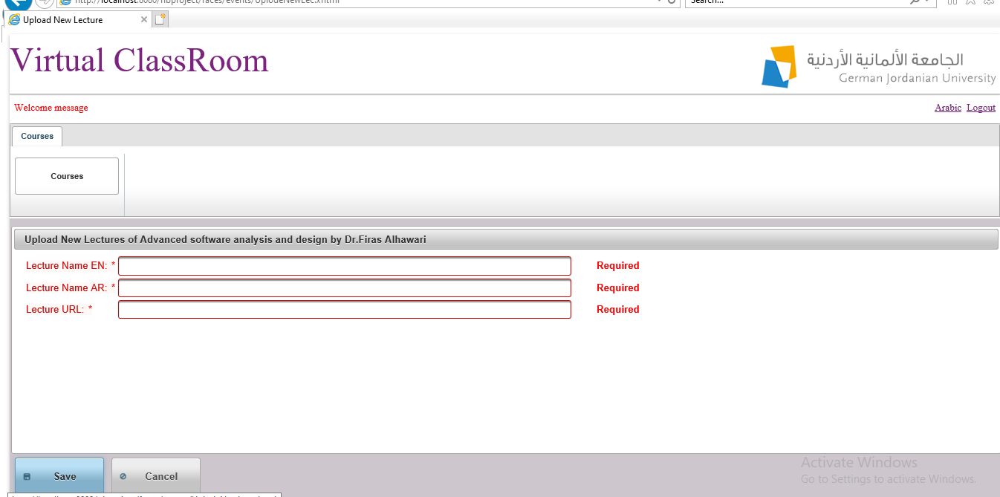 http://localhost:8080/hbproject/faces/events/UplodeNewLec.xhtml
Search...
Upload New Lecture
Virtual ClassRoom
الجامعة الألمانية الأردنية
German Jordanian University
Welcome message
Arabic Logout
Courses
Courses
Upload New Lectures of Advanced software analysis and design by Dr.Firas Alhawari
Lecture Name EN: * Required
Lecture Name AR: * Required
Lecture URL: * Required
Save Cancel
Activate Windows
Go to Settings to activate Windows.